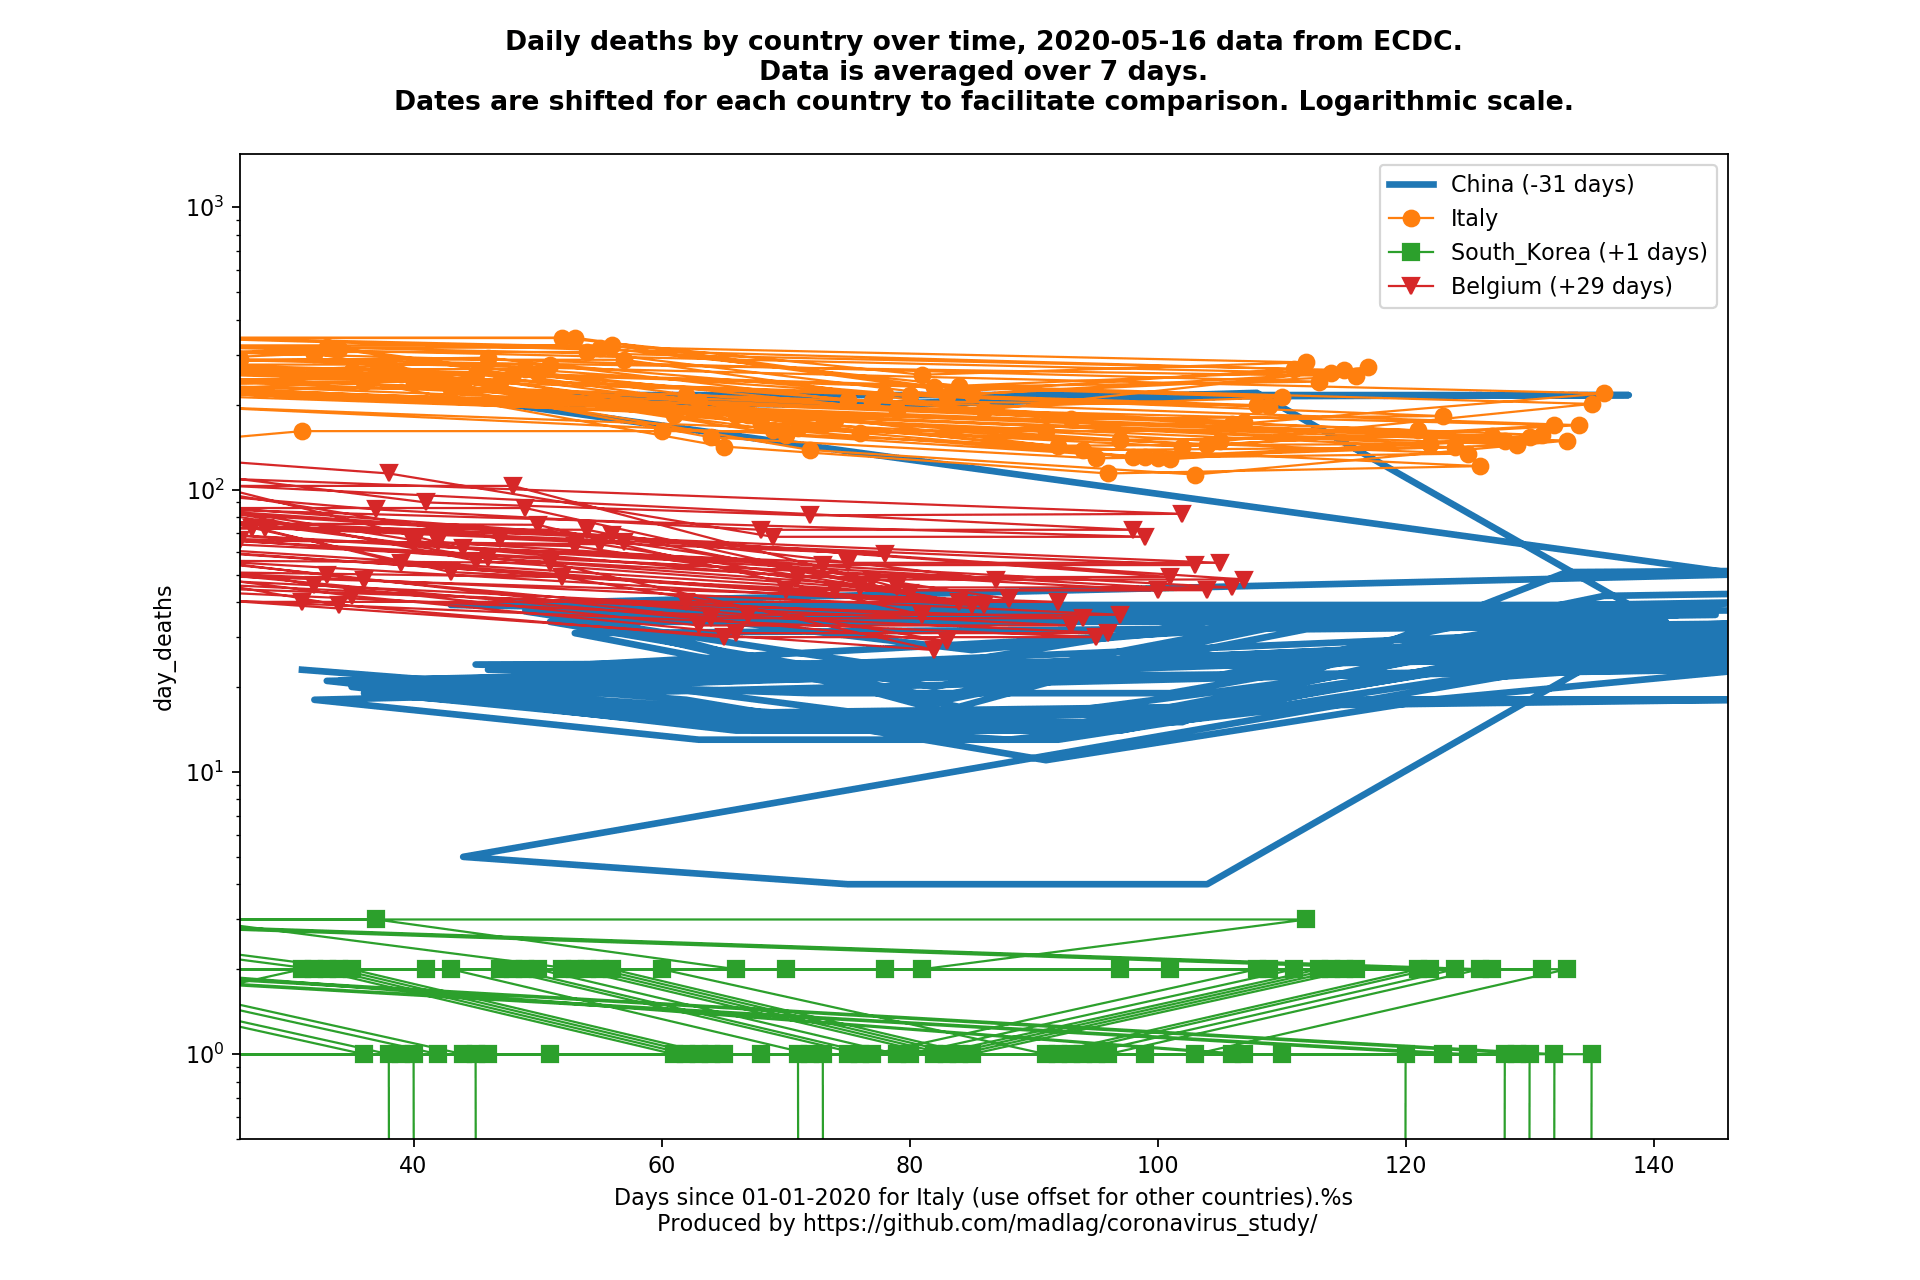 Daily deaths by country over time, 2020-05-16 data from ECDC.
Data is averaged over 7 days.
Dates are shifted for each country to facilitate comparison. Logarithmic scale.
China (-31 days)
Italy
South_Korea (+1 days)
Belgium (+29 days)
10³
10²
10¹
10⁰
day_deaths
40 60 80 100 120 140
Days since 01-01-2020 for Italy (use offset for other countries).%s
Produced by https://github.com/madlag/coronavirus_study/